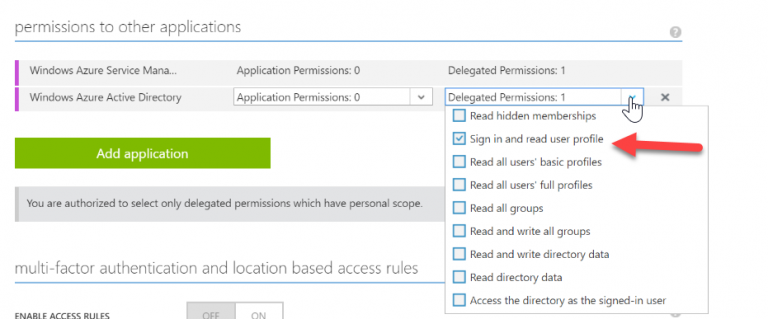 permissions to other applications
?
Windows Azure Service Mana... Application Permissions: 0 Delegated Permissions: 1
Windows Azure Active Directory Application Permissions: 0 Delegated Permissions: 1
Read hidden memberships
Sign in and read user profile
Add application
Read all users' basic profiles
Read all users' full profiles
You are authorized to select only delegated permissions which have personal scope.
Read all groups
Read and write all groups
Read and write directory data
multi-factor authentication and location based access rules
Read directory data
Access the directory as the signed-in user
ENABLE ACCESS RULES OFF ON